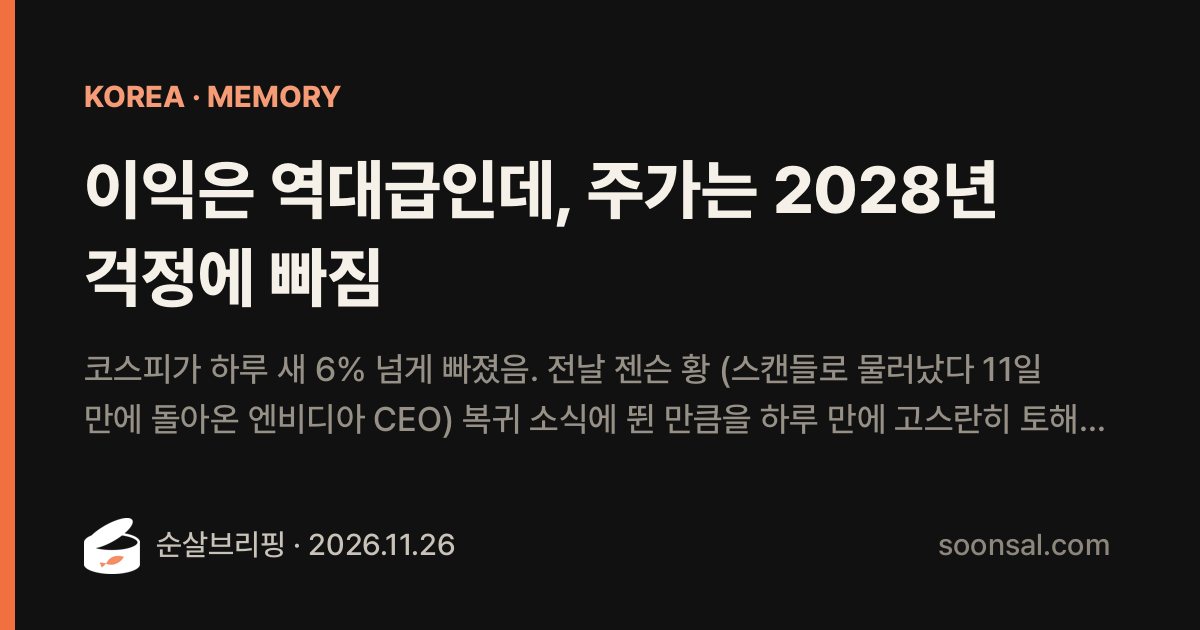 KOREA · MEMORY
이익은 역대급인데, 주가는 2028년
걱정에 빠짐
코스피가 하루 새 6% 넘게 빠졌음. 전날 젠슨 황 (스캔들로 물러났다 11일
만에 돌아온 엔비디아 CEO) 복귀 소식에 뛴 만큼을 하루 만에 고스란히 토해...
순살브리핑 · 2026.11.26
soonsal.com